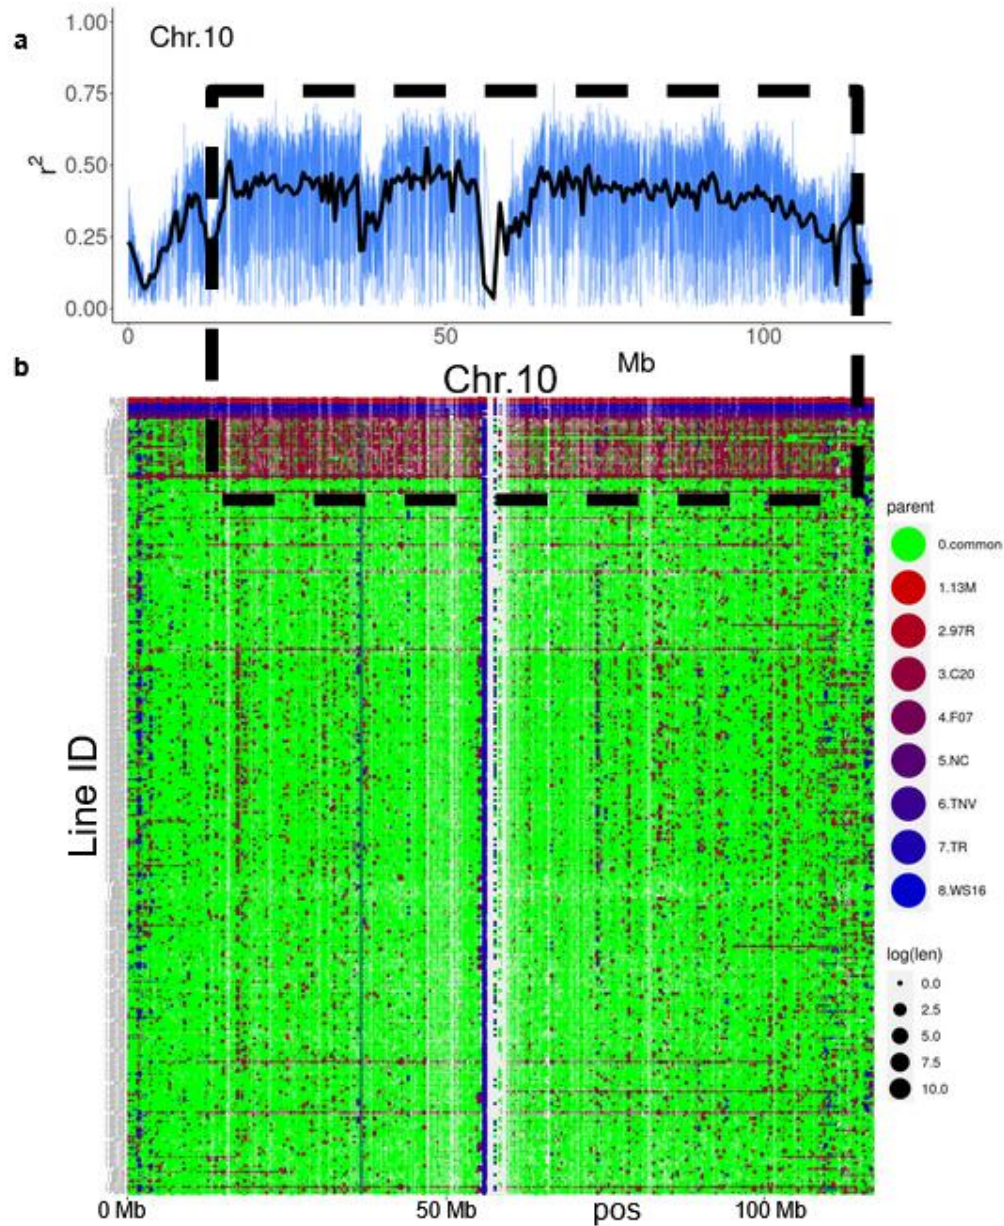 a
Chr.10
1.00
0.75
0.50
0.25
0.00
r²
0
50
100
Mb
b
Chr.10
Line ID
0 Mb
50 Mb
pos
100 Mb
parent
0.common
1.13M
2.97R
3.C20
4.F07
5.NC
6.TNV
7.TR
8.WS16
log(len)
0.0
2.5
5.0
7.5
10.0